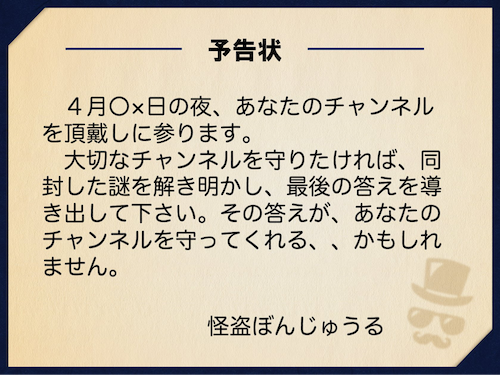 予告状
４月〇×日の夜、あなたのチャンネル
を頂戴しに参ります。
大切なチャンネルを守りたければ、同
封した謎を解き明かし、最後の答えを導
き出して下さい。その答えが、あなたの
チャンネルを守ってくれる、、かもしれ
ません。
怪盗ぼんじゅうる